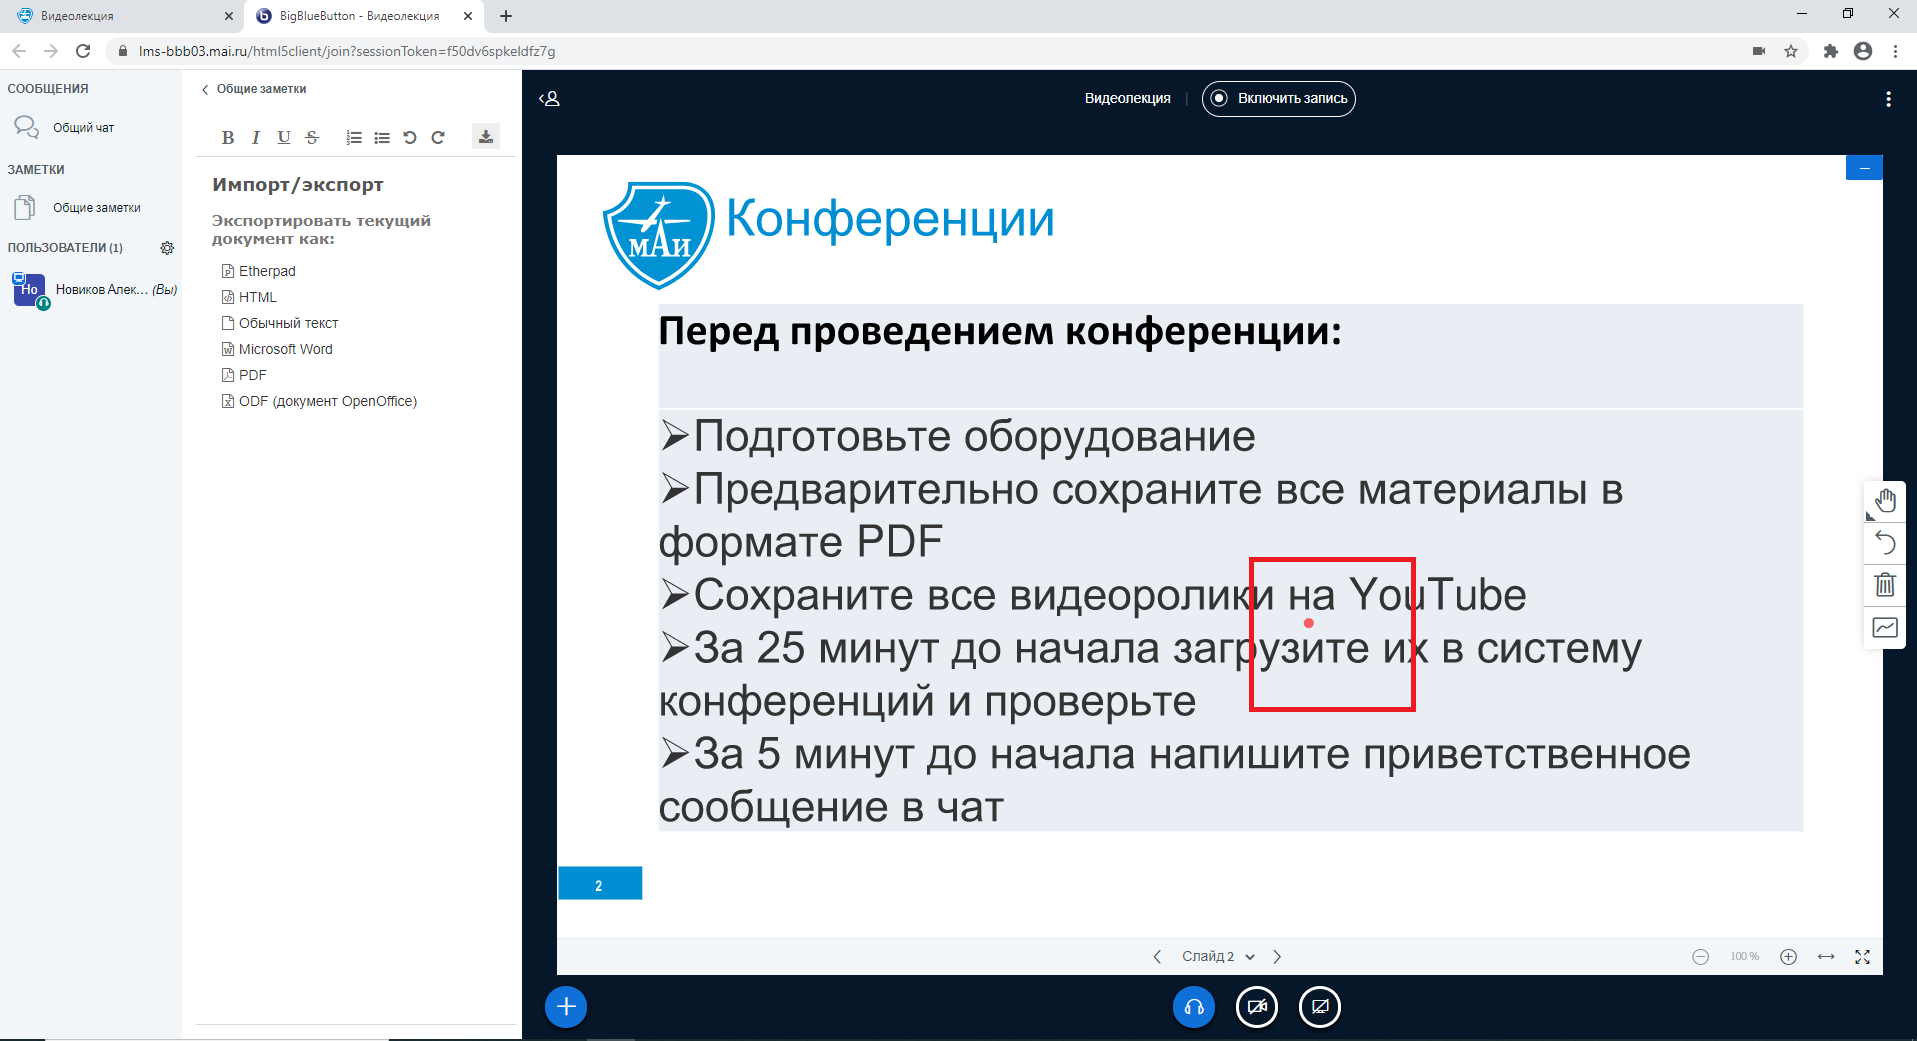 Видеолекция
BigBlueButton - Видеолекция
lms-bbb03.mai.ru/html5client/join?sessionToken=f50dv6spkeldfz7g
СООБЩЕНИЯ
Общий чат
ЗАМЕТКИ
Общие заметки
ПОЛЬЗОВАТЕЛИ (1)
Но
Новиков Алек... (Вы)
Общие заметки
B I U S
Импорт/экспорт
Экспортировать текущий
документ как:
Etherpad
HTML
Обычный текст
Microsoft Word
PDF
ODF (документ OpenOffice)
Видеолекция
Включить запись
МАИ
Конференции
Перед проведением конференции:
➢Подготовьте оборудование
➢Предварительно сохраните все материалы в
формате PDF
➢Сохраните все видеоролики на YouTube
➢За 25 минут до начала загрузите их в систему
конференций и проверьте
➢За 5 минут до начала напишите приветственное
сообщение в чат
2
Слайд 2
100 %